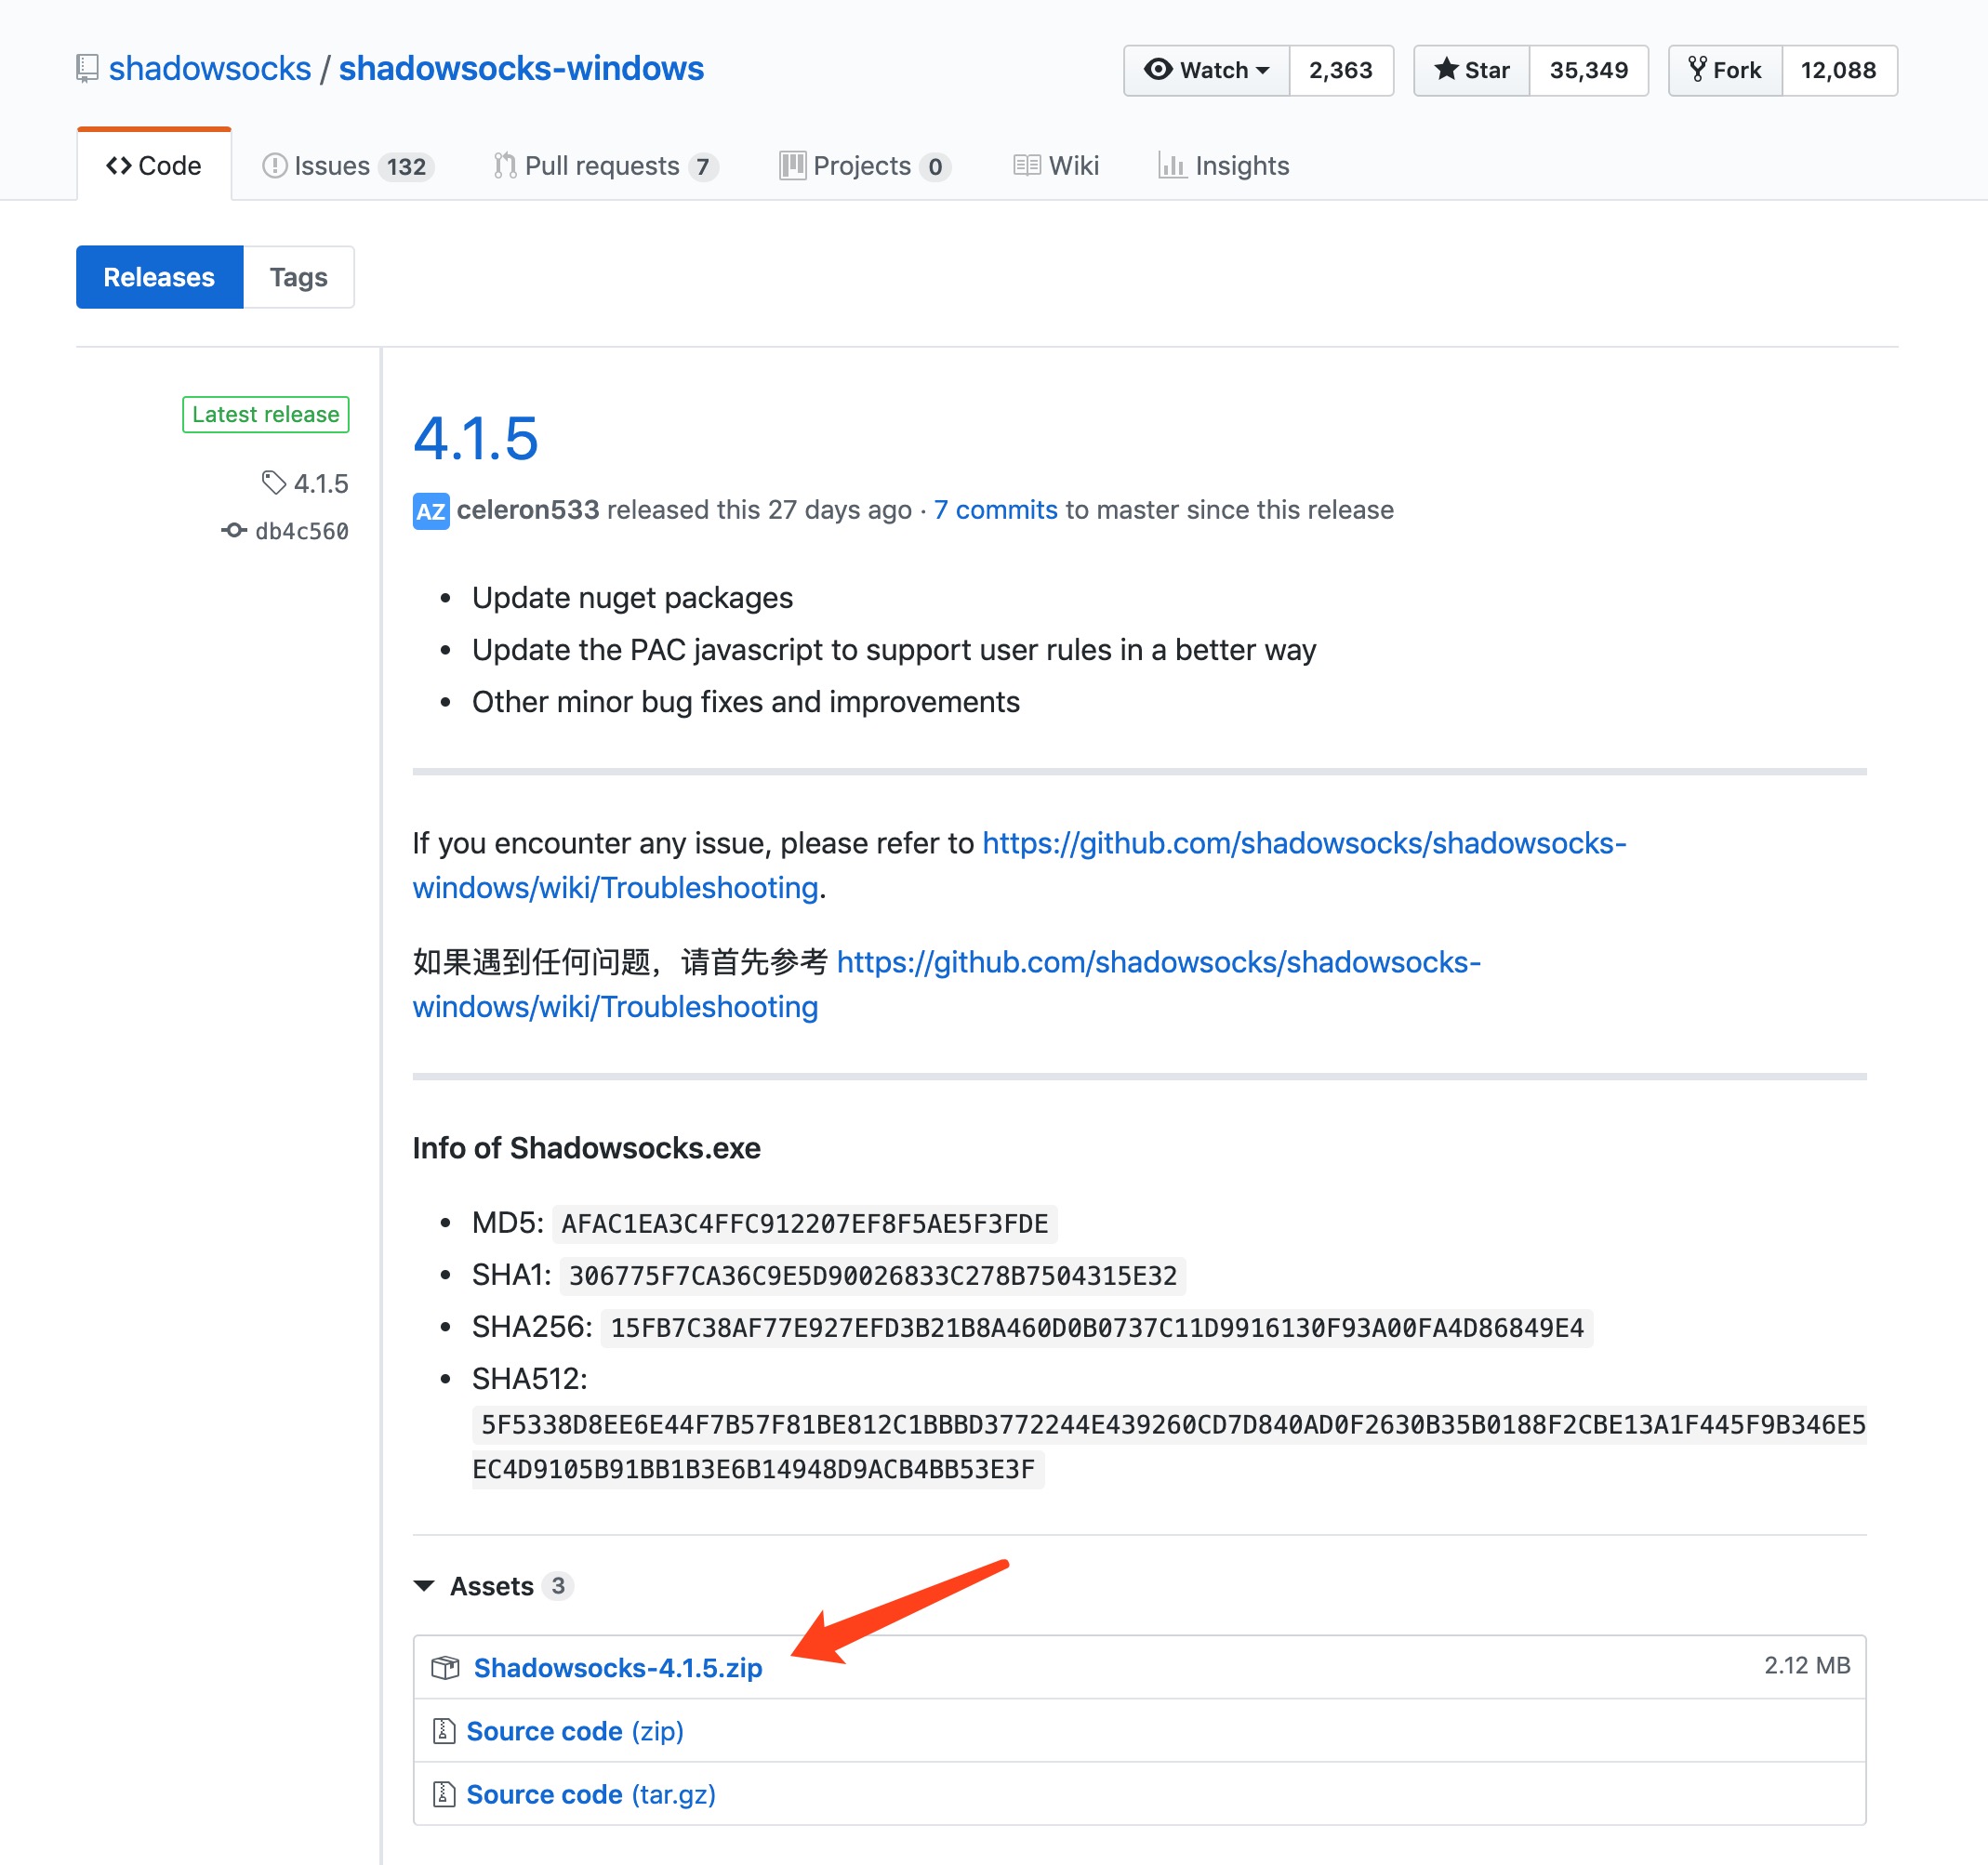 shadowsocks / shadowsocks-windows
Watch 2,363 Star 35,349 Fork 12,088
Code Issues 132 Pull requests 7 Projects 0 Wiki Insights
Releases Tags
Latest release
4.1.5
db4c560
4.1.5
AZ celeron533 released this 27 days ago · 7 commits to master since this release
• Update nuget packages
• Update the PAC javascript to support user rules in a better way
• Other minor bug fixes and improvements
If you encounter any issue, please refer to https://github.com/shadowsocks/shadowsocks-
windows/wiki/Troubleshooting.
如果遇到任何问题，请首先参考 https://github.com/shadowsocks/shadowsocks-
windows/wiki/Troubleshooting
Info of Shadowsocks.exe
• MD5: AFAC1EA3C4FFC912207EF8F5AE5F3FDE
• SHA1: 306775F7CA36C9E5D90026833C278B7504315E32
• SHA256: 15FB7C38AF77E927EFD3B21B8A460D0B0737C11D9916130F93A00FA4D86849E4
• SHA512:
5F5338D8EE6E44F7B57F81BE812C1BBBD3772244E439260CD7D840AD0F2630B35B0188F2CBE13A1F445F9B346E5
EC4D9105B91BB1B3E6B14948D9ACB4BB53E3F
Assets 3
Shadowsocks-4.1.5.zip 2.12 MB
Source code (zip)
Source code (tar.gz)